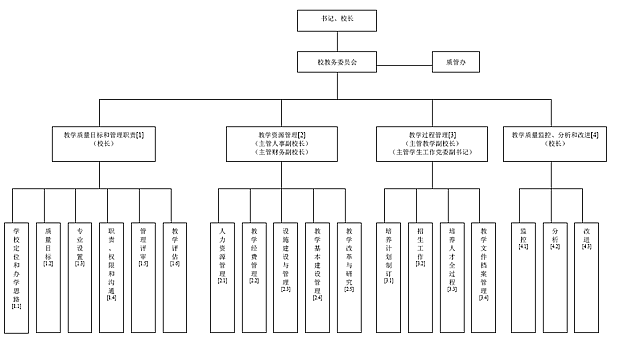 书记、校长
校教务委员会
质管办
教学质量目标和管理职责[1]
（校长）
教学资源管理[2]
（主管人事副校长）
（主管财务副校长）
教学过程管理[3]
（主管教学副校长）
（主管学生工作党委副书记）
教学质量监控、分析和改进[4]
（校长）
学校定位和办学思路[1.1]
质量目标[1.2]
专业设置[1.3]
职责、权限和沟通[1.4]
管理评审[1.5]
教学评估[1.6]
人力资源管理[2.1]
教学经费管理[2.2]
设施建设与管理[2.3]
教学基本建设管理[2.4]
教学改革与研究[2.5]
培养计划制订[3.1]
招生工作[3.2]
培养人才全过程[3.3]
教学文件档案管理[3.4]
监控[4.1]
分析[4.2]
改进[4.3]